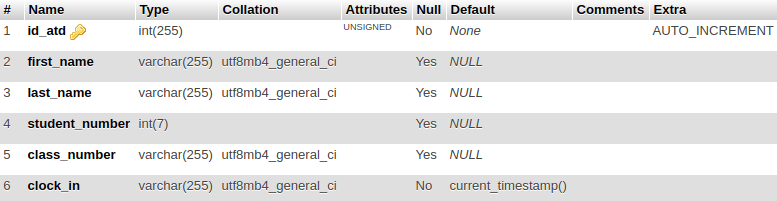 # Name Type Collation Attributes Null Default Comments Extra
1 id_atd int(255) UNSIGNED No None AUTO_INCREMENT
2 first_name varchar(255) utf8mb4_general_ci Yes NULL
3 last_name varchar(255) utf8mb4_general_ci Yes NULL
4 student_number int(7) Yes NULL
5 class_number varchar(255) utf8mb4_general_ci Yes NULL
6 clock_in varchar(255) utf8mb4_general_ci No current_timestamp()